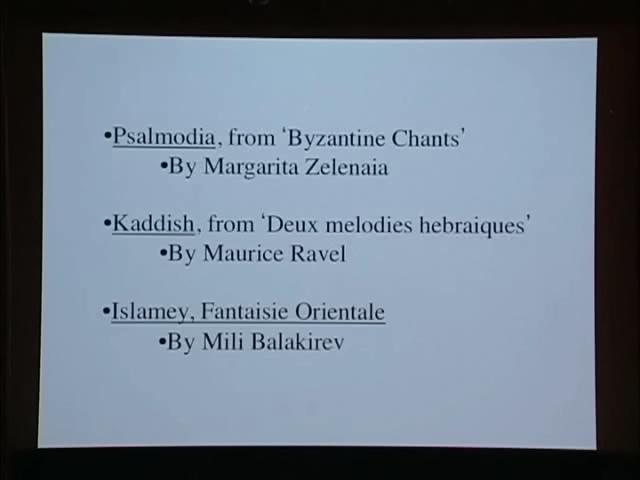 •Psalmodia, from ‘Byzantine Chants’
•By Margarita Zelenaia
•Kaddish, from ‘Deux melodies hebraiques’
•By Maurice Ravel
•Islamey, Fantaisie Orientale
•By Mili Balakirev